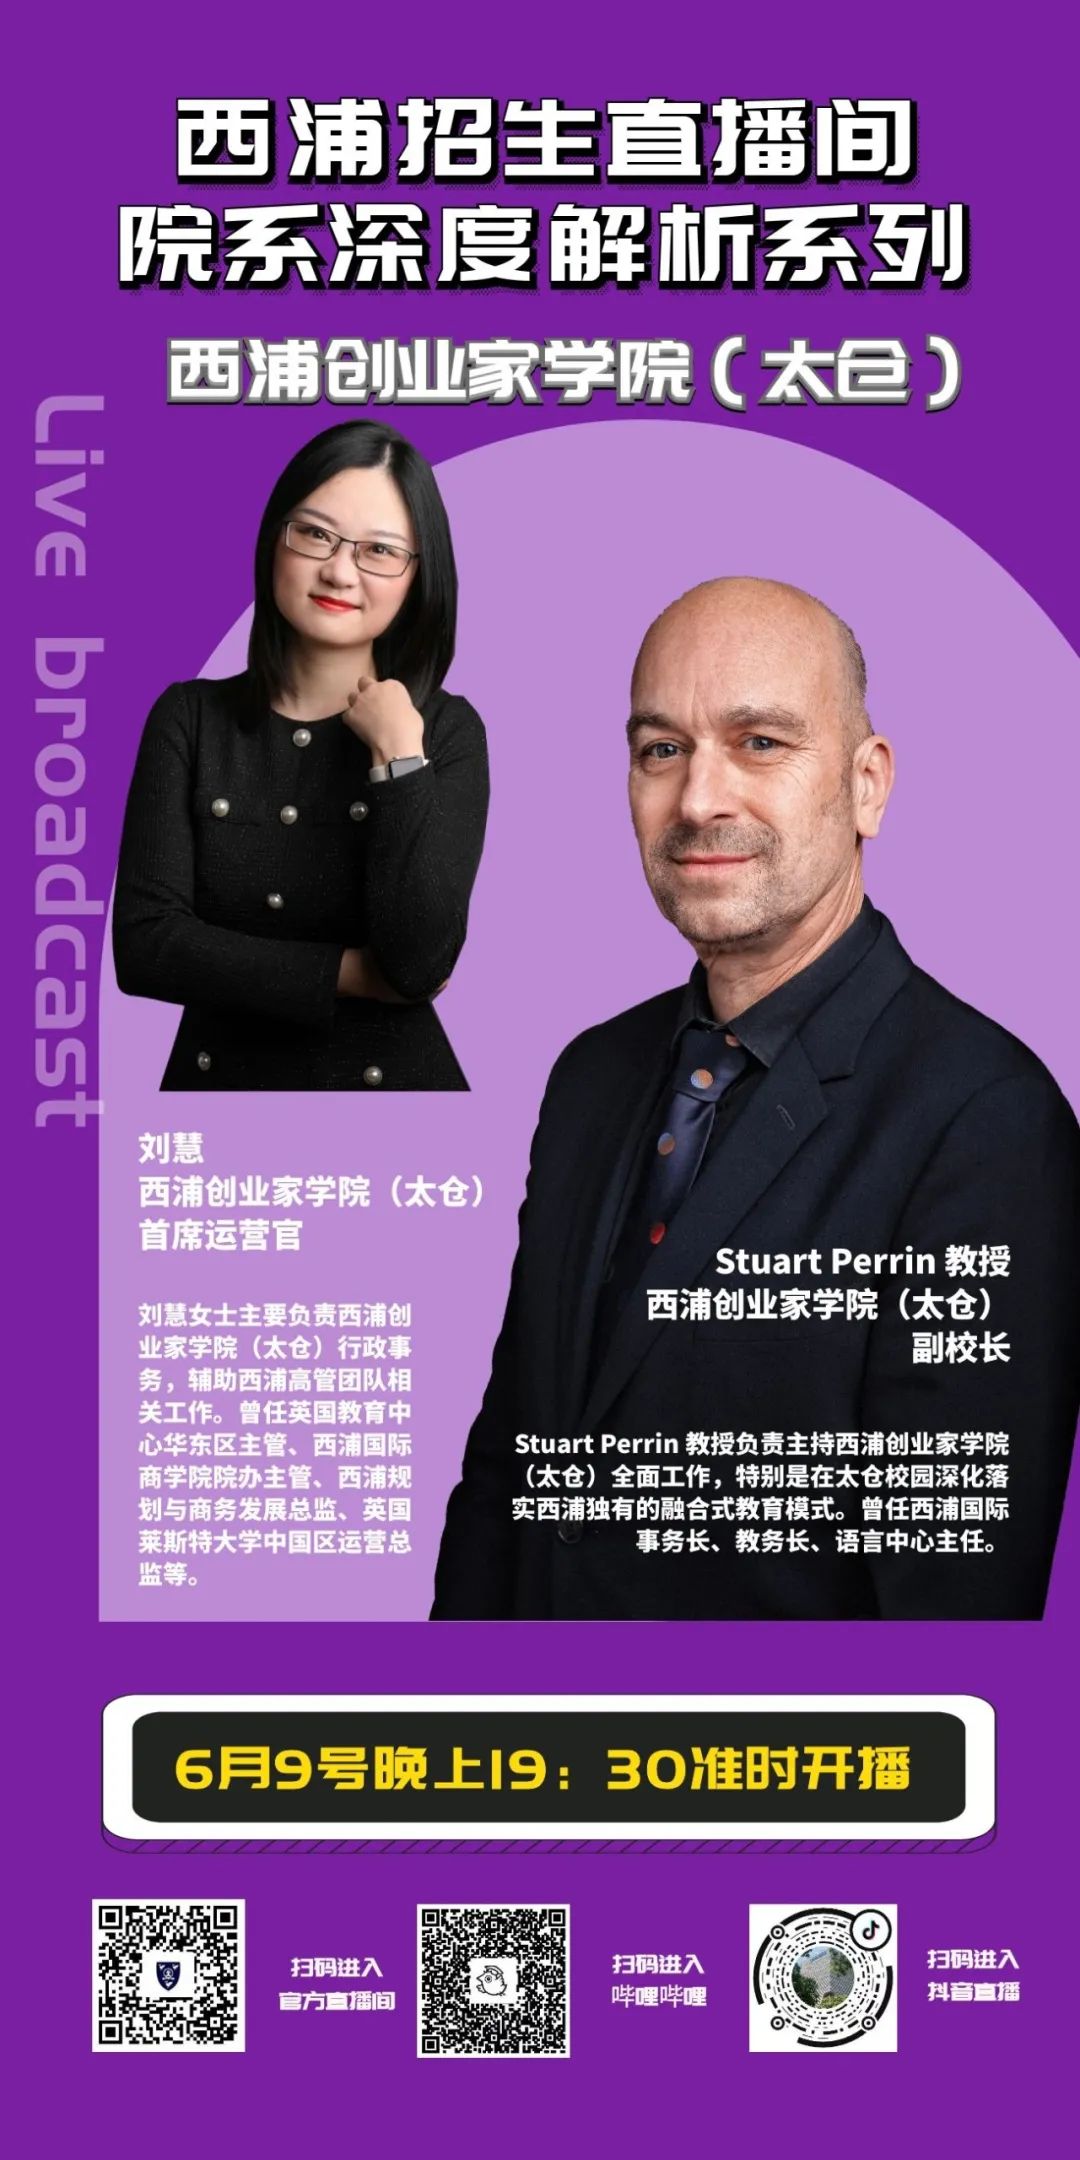 西浦招生直播间
院系深度解析系列
西浦创业家学院（太仓）
Live broadcast
刘慧
西浦创业家学院（太仓）
首席运营官
刘慧女士主要负责西浦创
业家学院（太仓）行政事
务，辅助西浦高管团队相
关工作。曾任英国教育中
心华东区主管、西浦国际
商学院院办主管、西浦规
划与商务发展总监、英国
莱斯特大学中国区运营总
监等。
Stuart Perrin 教授
西浦创业家学院（太仓）
副校长
Stuart Perrin 教授负责主持西浦创业家学院
（太仓）全面工作，特别是在太仓校园深化落
实西浦独有的融合式教育模式。曾任西浦国际
事务长、教务长、语言中心主任。
6月9号晚上19：30准时开播
扫码进入
官方直播间
扫码进入
哔哩哔哩
扫码进入
抖音直播